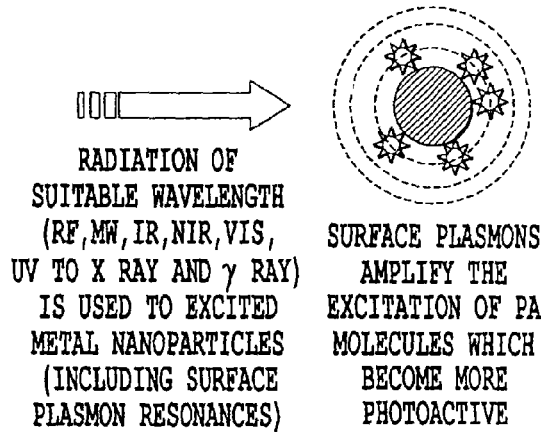 RADIATION OF
SUITABLE WAVELENGTH
(RF,MW,IR,NIR,VIS,
UV TO X RAY AND γ RAY)
IS USED TO EXCITED
METAL NANOPARTICLES
(INCLUDING SURFACE
PLASMON RESONANCES)
SURFACE PLASMONS
AMPLIFY THE
EXCITATION OF PA
MOLECULES WHICH
BECOME MORE
PHOTOACTIVE